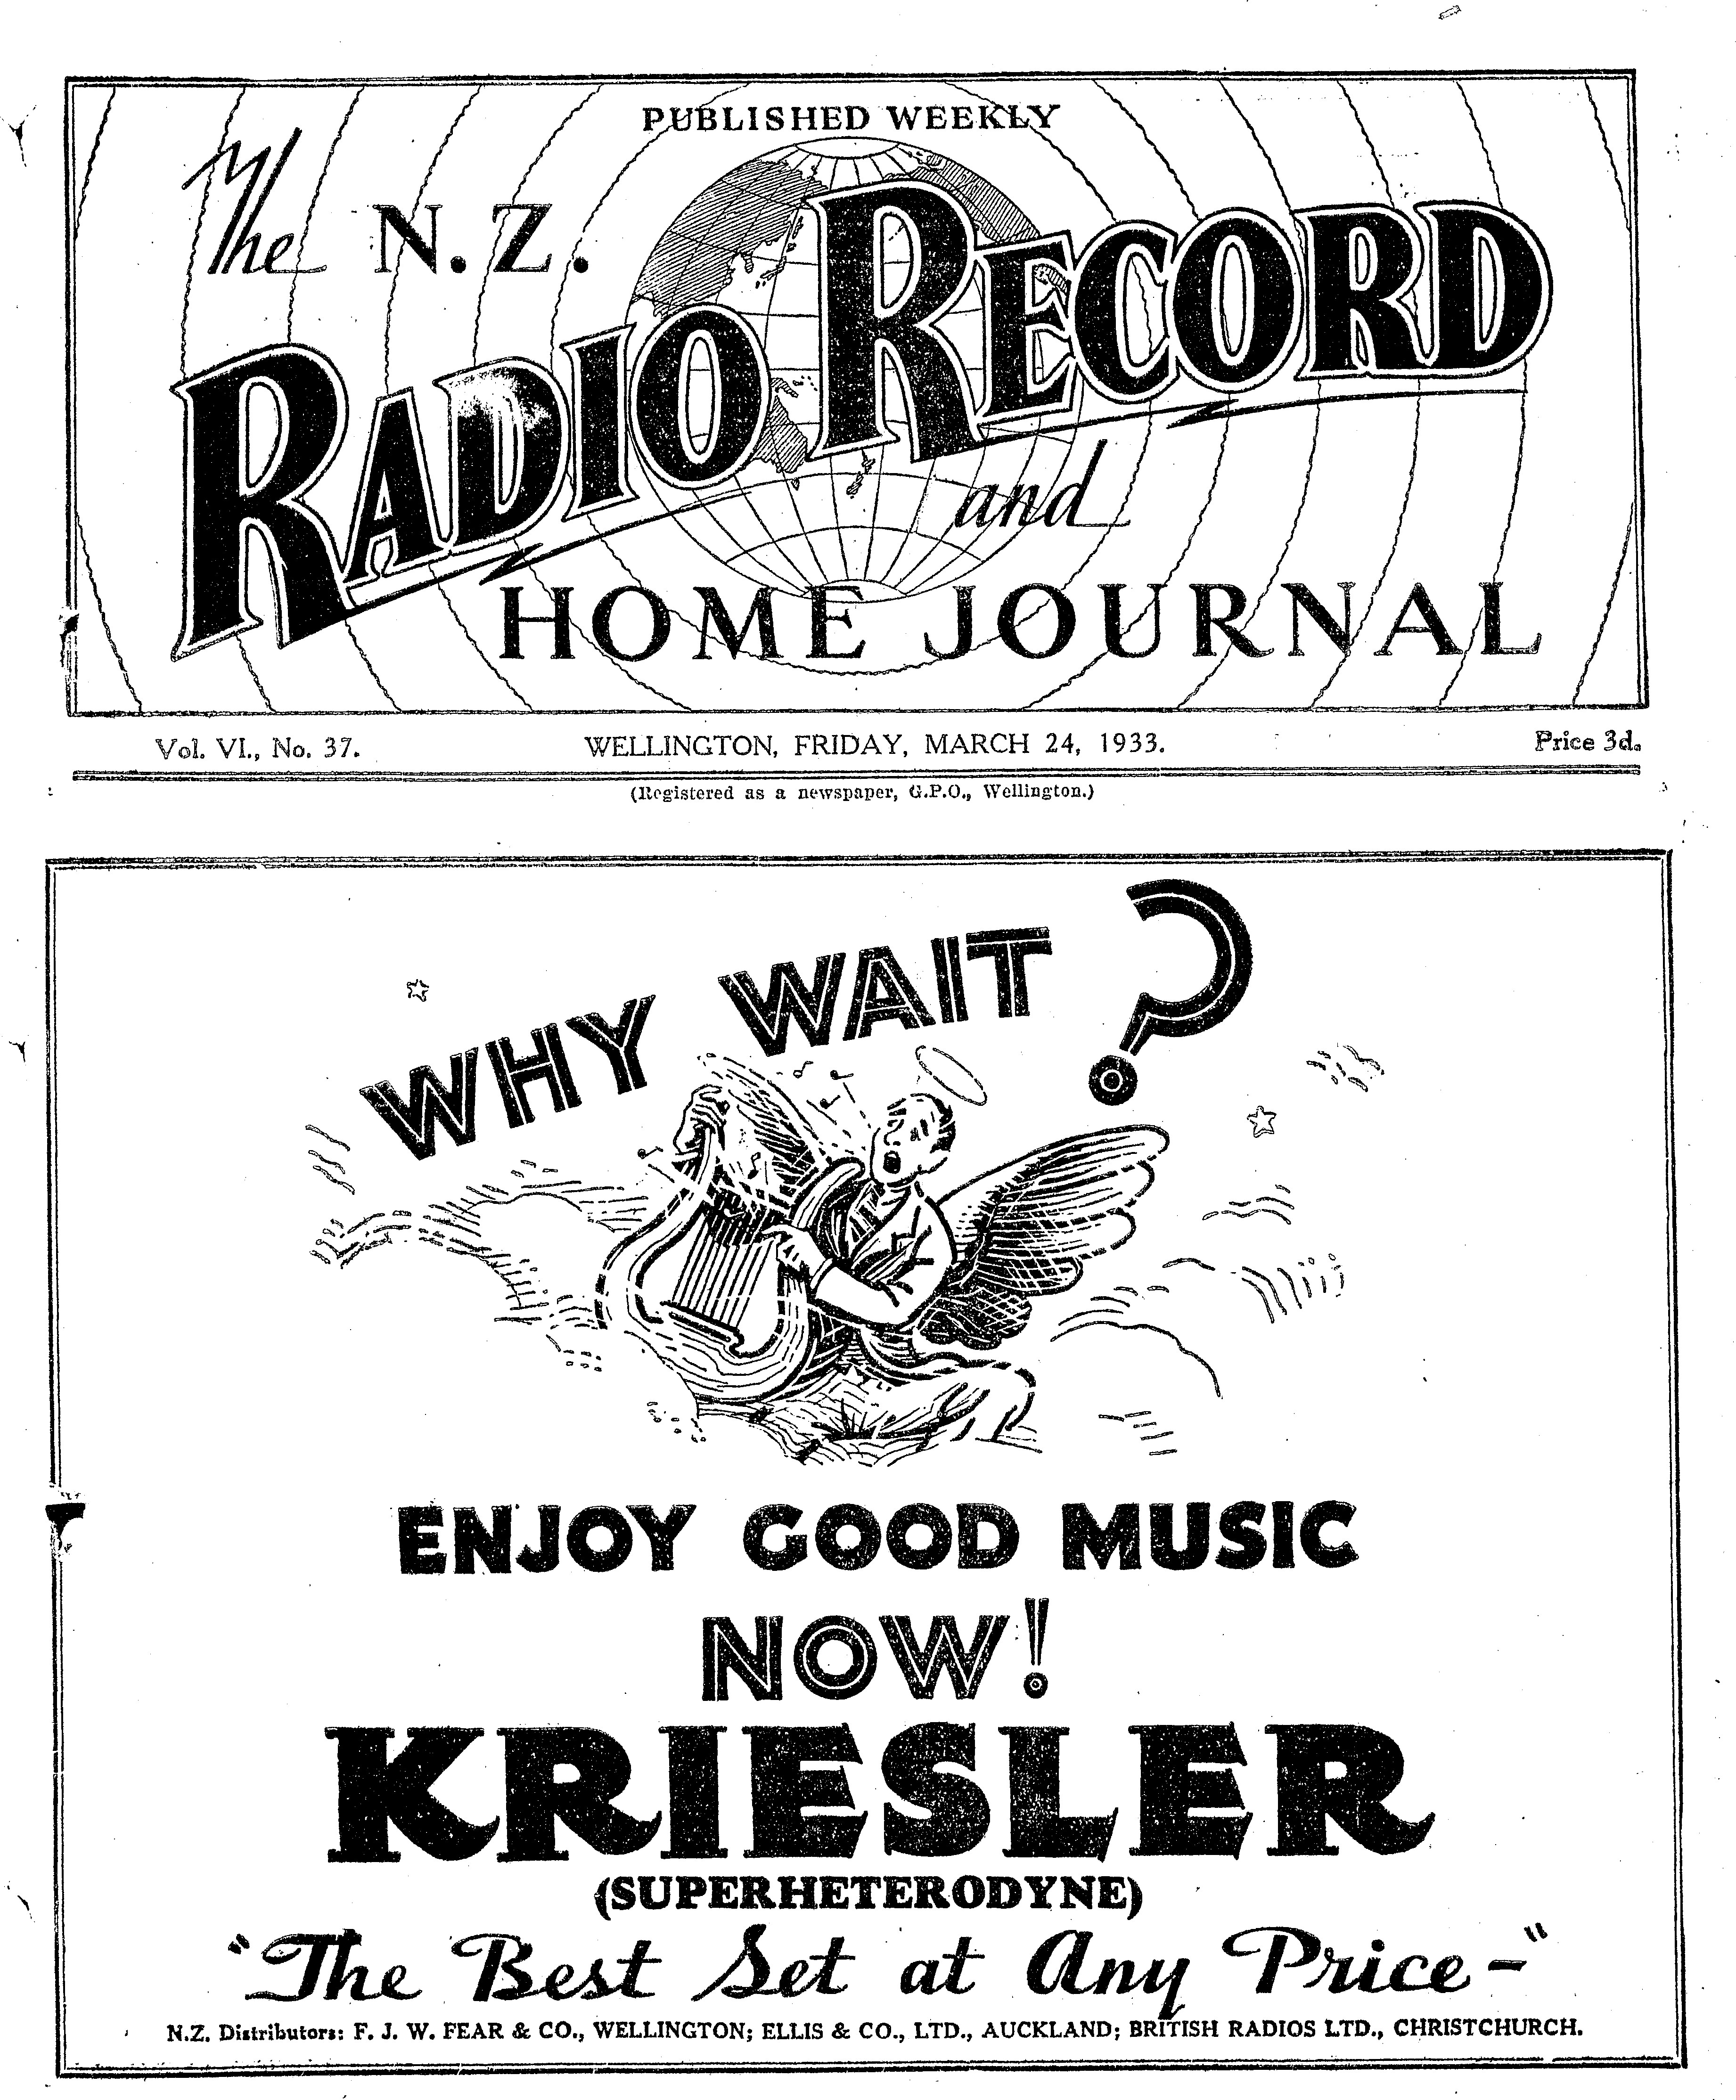 PUBLISHED WEEKLY
The N.Z.
RADIO RECORD
and
HOME JOURNAL
Vol. VI., No. 37. WELLINGTON, FRIDAY, MARCH 24, 1933. Price 3d.
(Registered as a newspaper, G.P.O., Wellington.)
WHY WAIT?
ENJOY GOOD MUSIC
NOW!
KRIESLER
(SUPERHETERODYNE)
"The Best Set at Any Price-"
N.Z. Distributors: F. J. W. FEAR & CO., WELLINGTON; ELLIS & CO., LTD., AUCKLAND; BRITISH RADIOS LTD., CHRISTCHURCH.